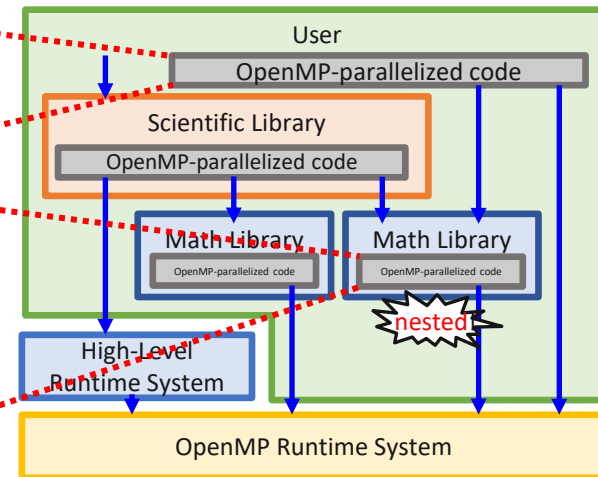 User
OpenMP-parallelized code
Scientific Library
OpenMP-parallelized code
Math Library
OpenMP-parallelized code
Math Library
OpenMP-parallelized code
nested
High-Level
Runtime System
OpenMP Runtime System